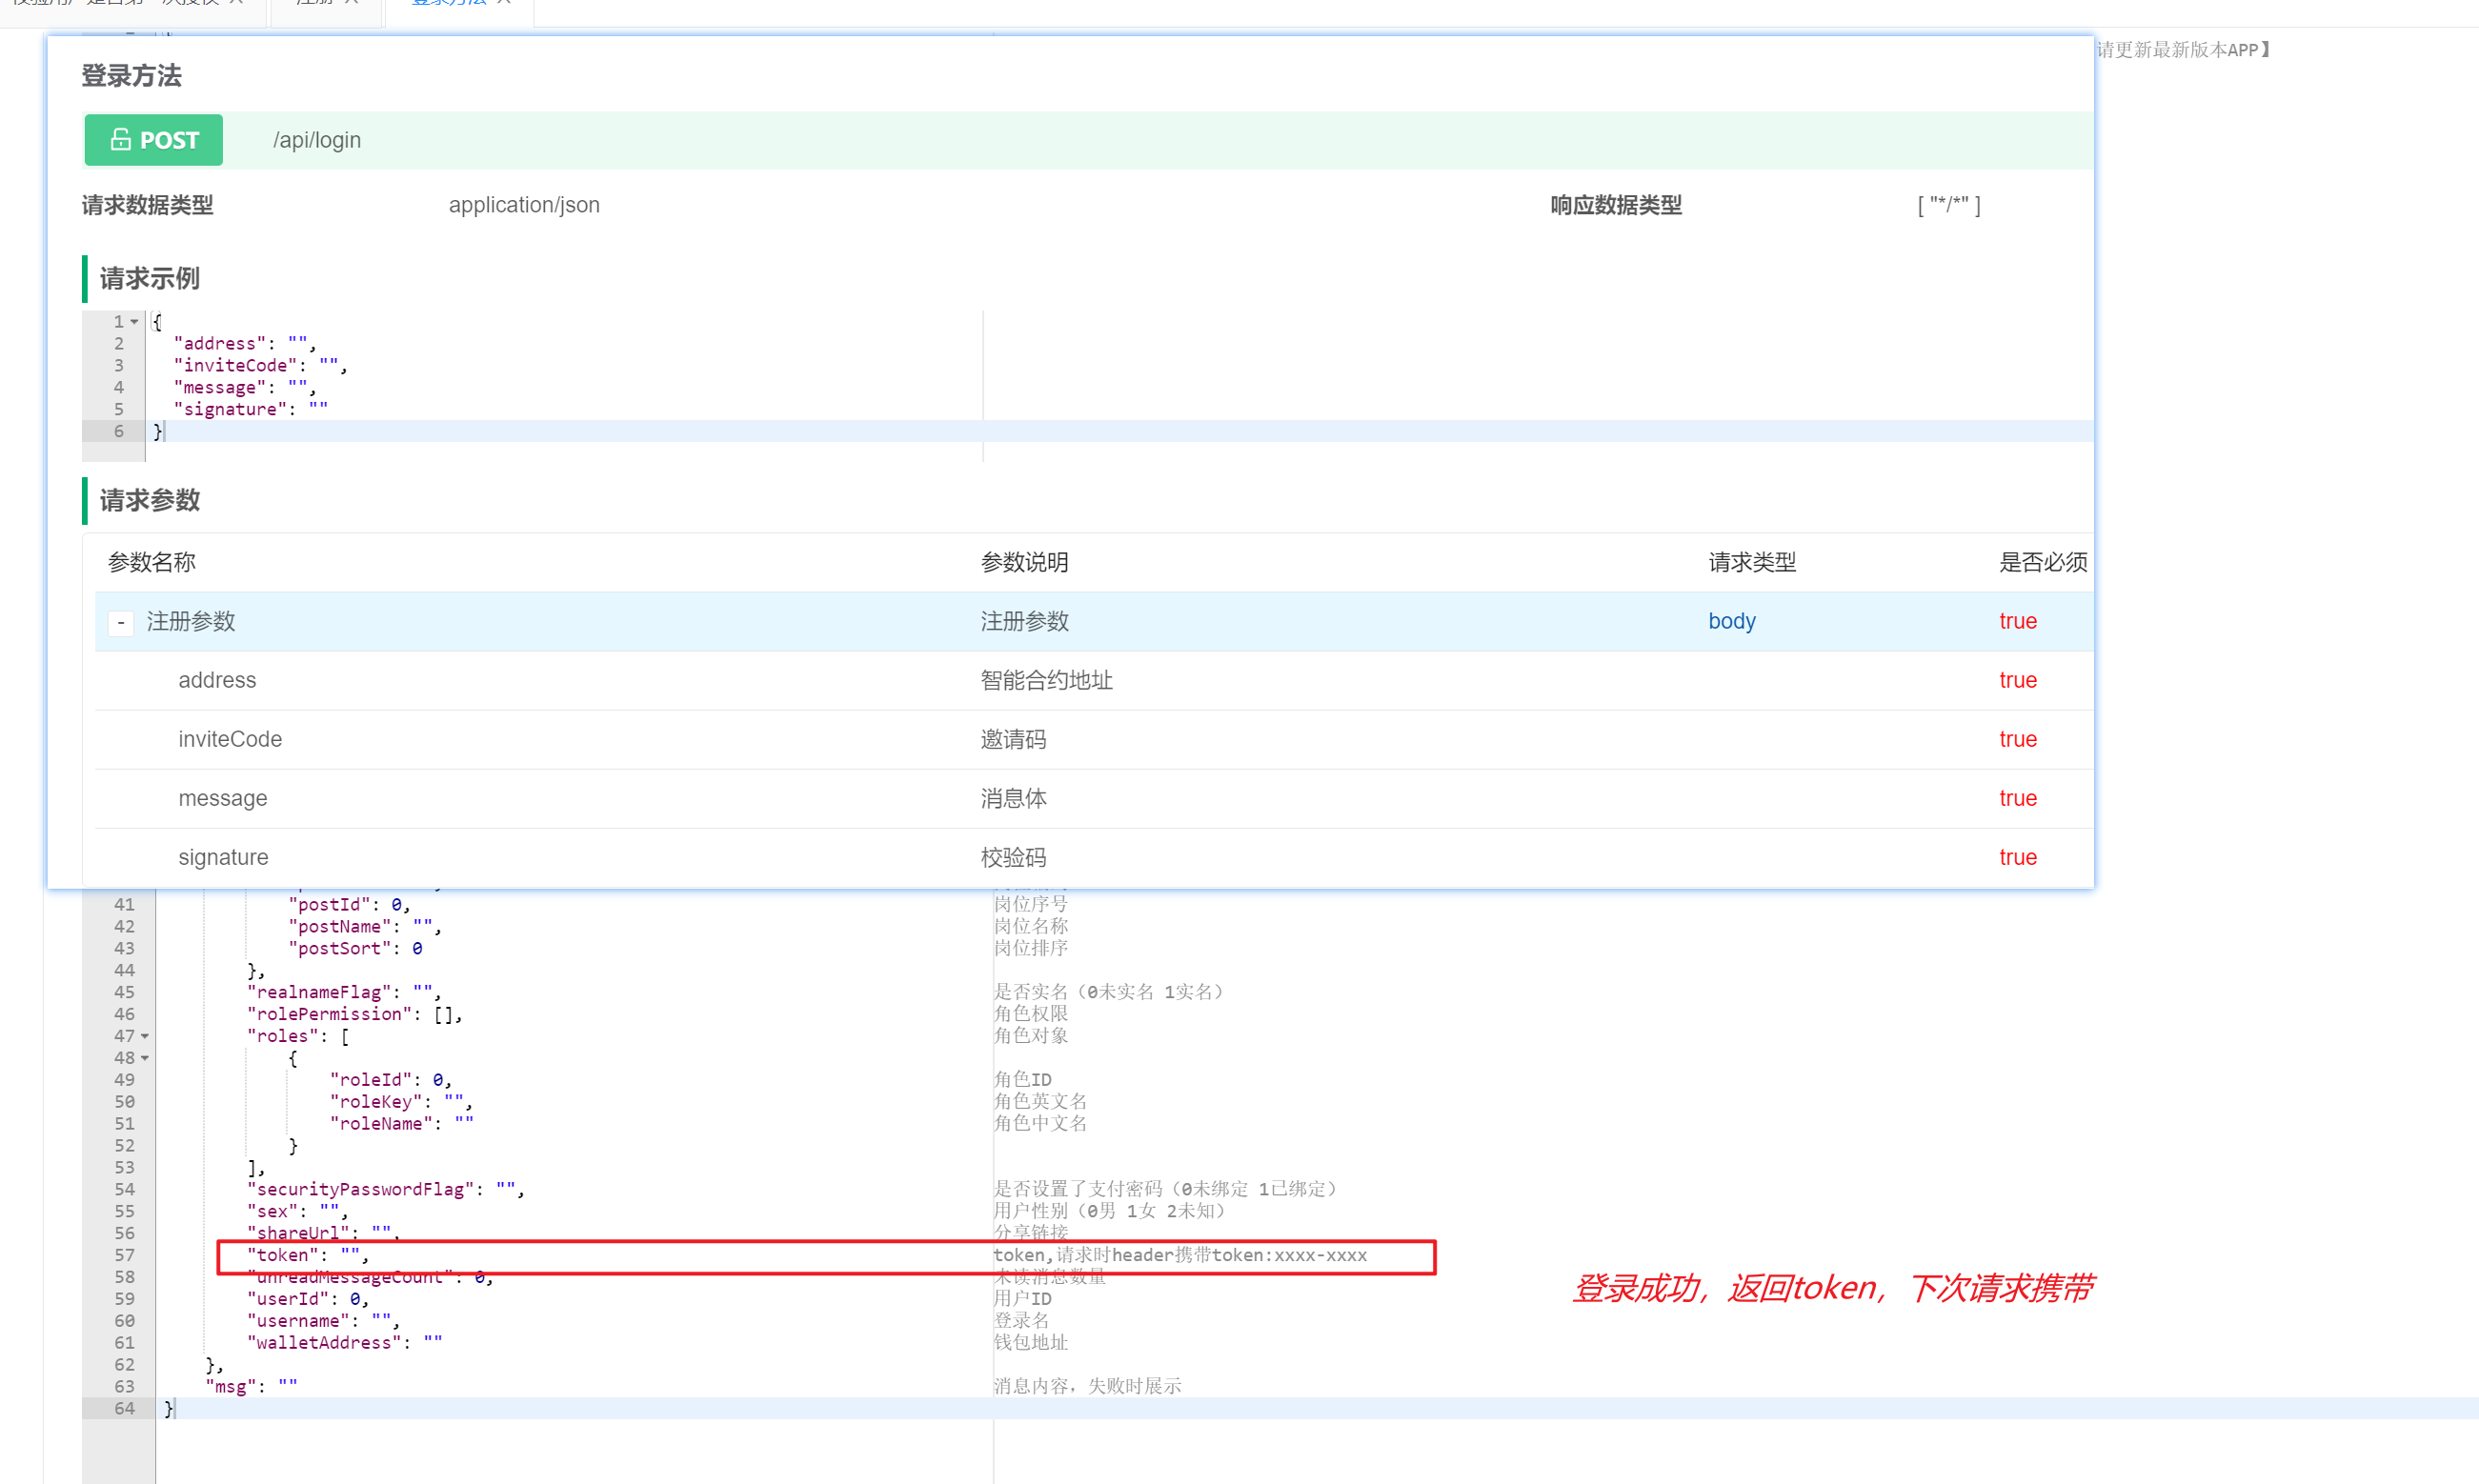 注册
登录方法
请更新最新版本APP】
登录方法
POST /api/login
请求数据类型 application/json 响应数据类型 [ "*/*" ]
请求示例
1 {
2 "address": "",
3 "inviteCode": "",
4 "message": "",
5 "signature": ""
6 }
请求参数
参数名称 参数说明 请求类型 是否必须
- 注册参数 注册参数 body true
address 智能合约地址 true
inviteCode 邀请码 true
message 消息体 true
signature 校验码 true
41 "postId": 0, 岗位序号
42 "postName": "", 岗位名称
43 "postSort": 0 岗位排序
44 },
45 "realnameFlag": "", 是否实名（0未实名 1实名）
46 "rolePermission": [], 角色权限
47 "roles": [ 角色对象
48 {
49 "roleId": 0, 角色ID
50 "roleKey": "", 角色英文名
51 "roleName": "" 角色中文名
52 }
53 ],
54 "securityPasswordFlag": "", 是否设置了支付密码（0未绑定 1已绑定）
55 "sex": "", 用户性别（0男 1女 2未知）
56 "shareUrl": "", 分享链接
57 "token": "", token,请求时header携带token:xxxx-xxxx
58 "unreadMessageCount": 0, 未读消息数量
登录成功，返回token，下次请求携带
59 "userId": 0, 用户ID
60 "username": "", 登录名
61 "walletAddress": "" 钱包地址
62 },
63 "msg": "" 消息内容，失败时展示
64 }